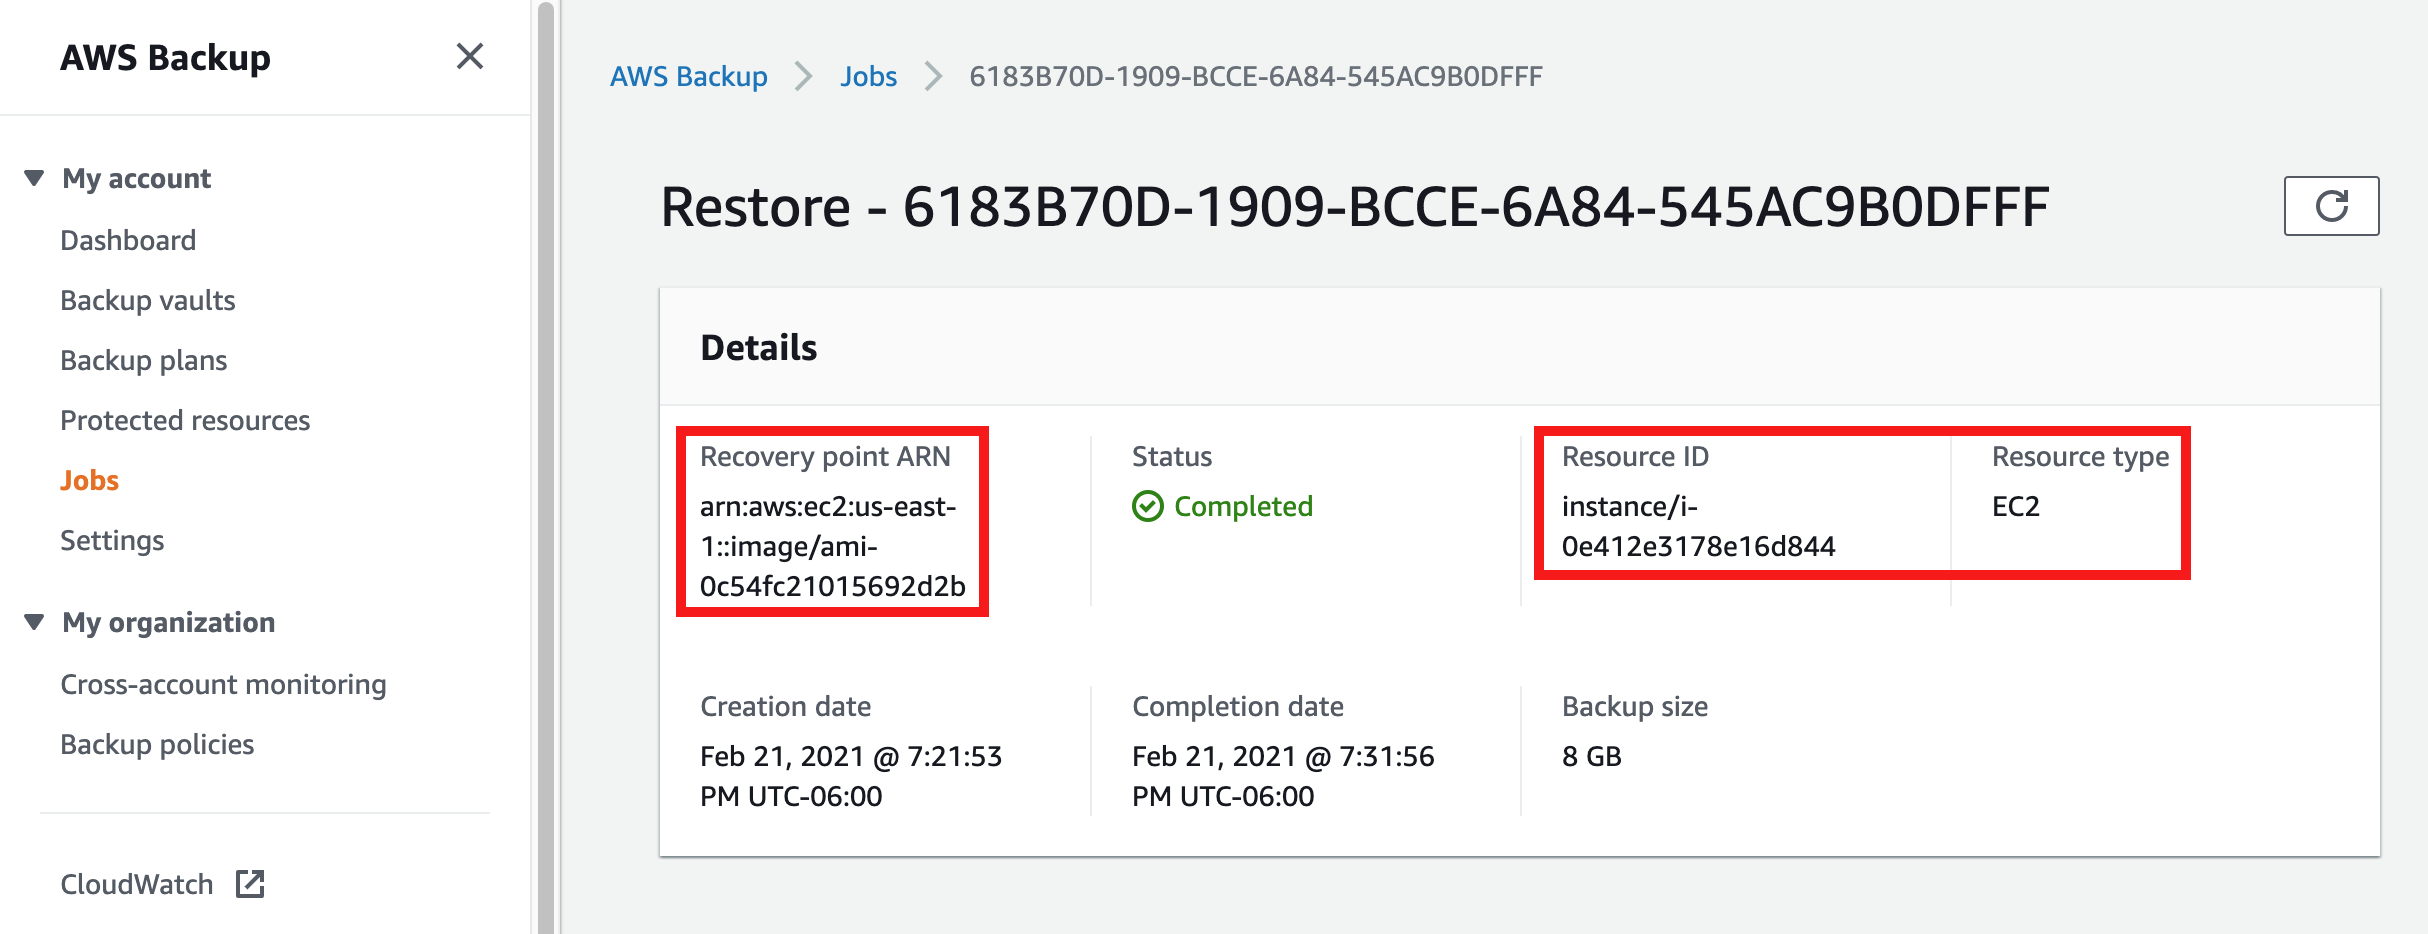 AWS Backup
My account
Dashboard
Backup vaults
Backup plans
Protected resources
Jobs
Settings
My organization
Cross-account monitoring
Backup policies
CloudWatch
AWS Backup > Jobs > 6183B70D-1909-BCCE-6A84-545AC9B0DFFF
Restore - 6183B70D-1909-BCCE-6A84-545AC9B0DFFF
Details
Recovery point ARN
arn:aws:ec2:us-east-
1::image/ami-
0c54fc21015692d2b
Status
Completed
Resource ID
instance/i-
0e412e3178e16d844
Resource type
EC2
Creation date
Feb 21, 2021 @ 7:21:53
PM UTC-06:00
Completion date
Feb 21, 2021 @ 7:31:56
PM UTC-06:00
Backup size
8 GB